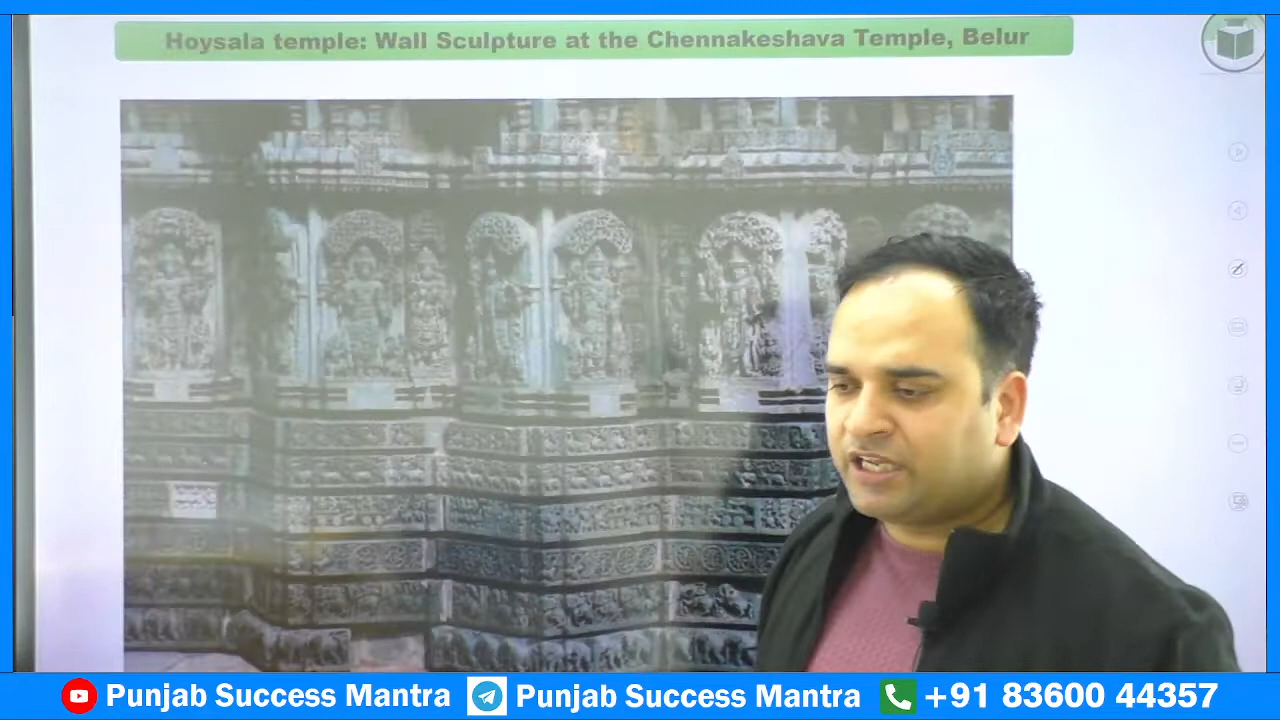 Hoysala temple: Wall Sculpture at the Chennakeshava Temple, Belur
Punjab Success Mantra Punjab Success Mantra +91 83600 44357